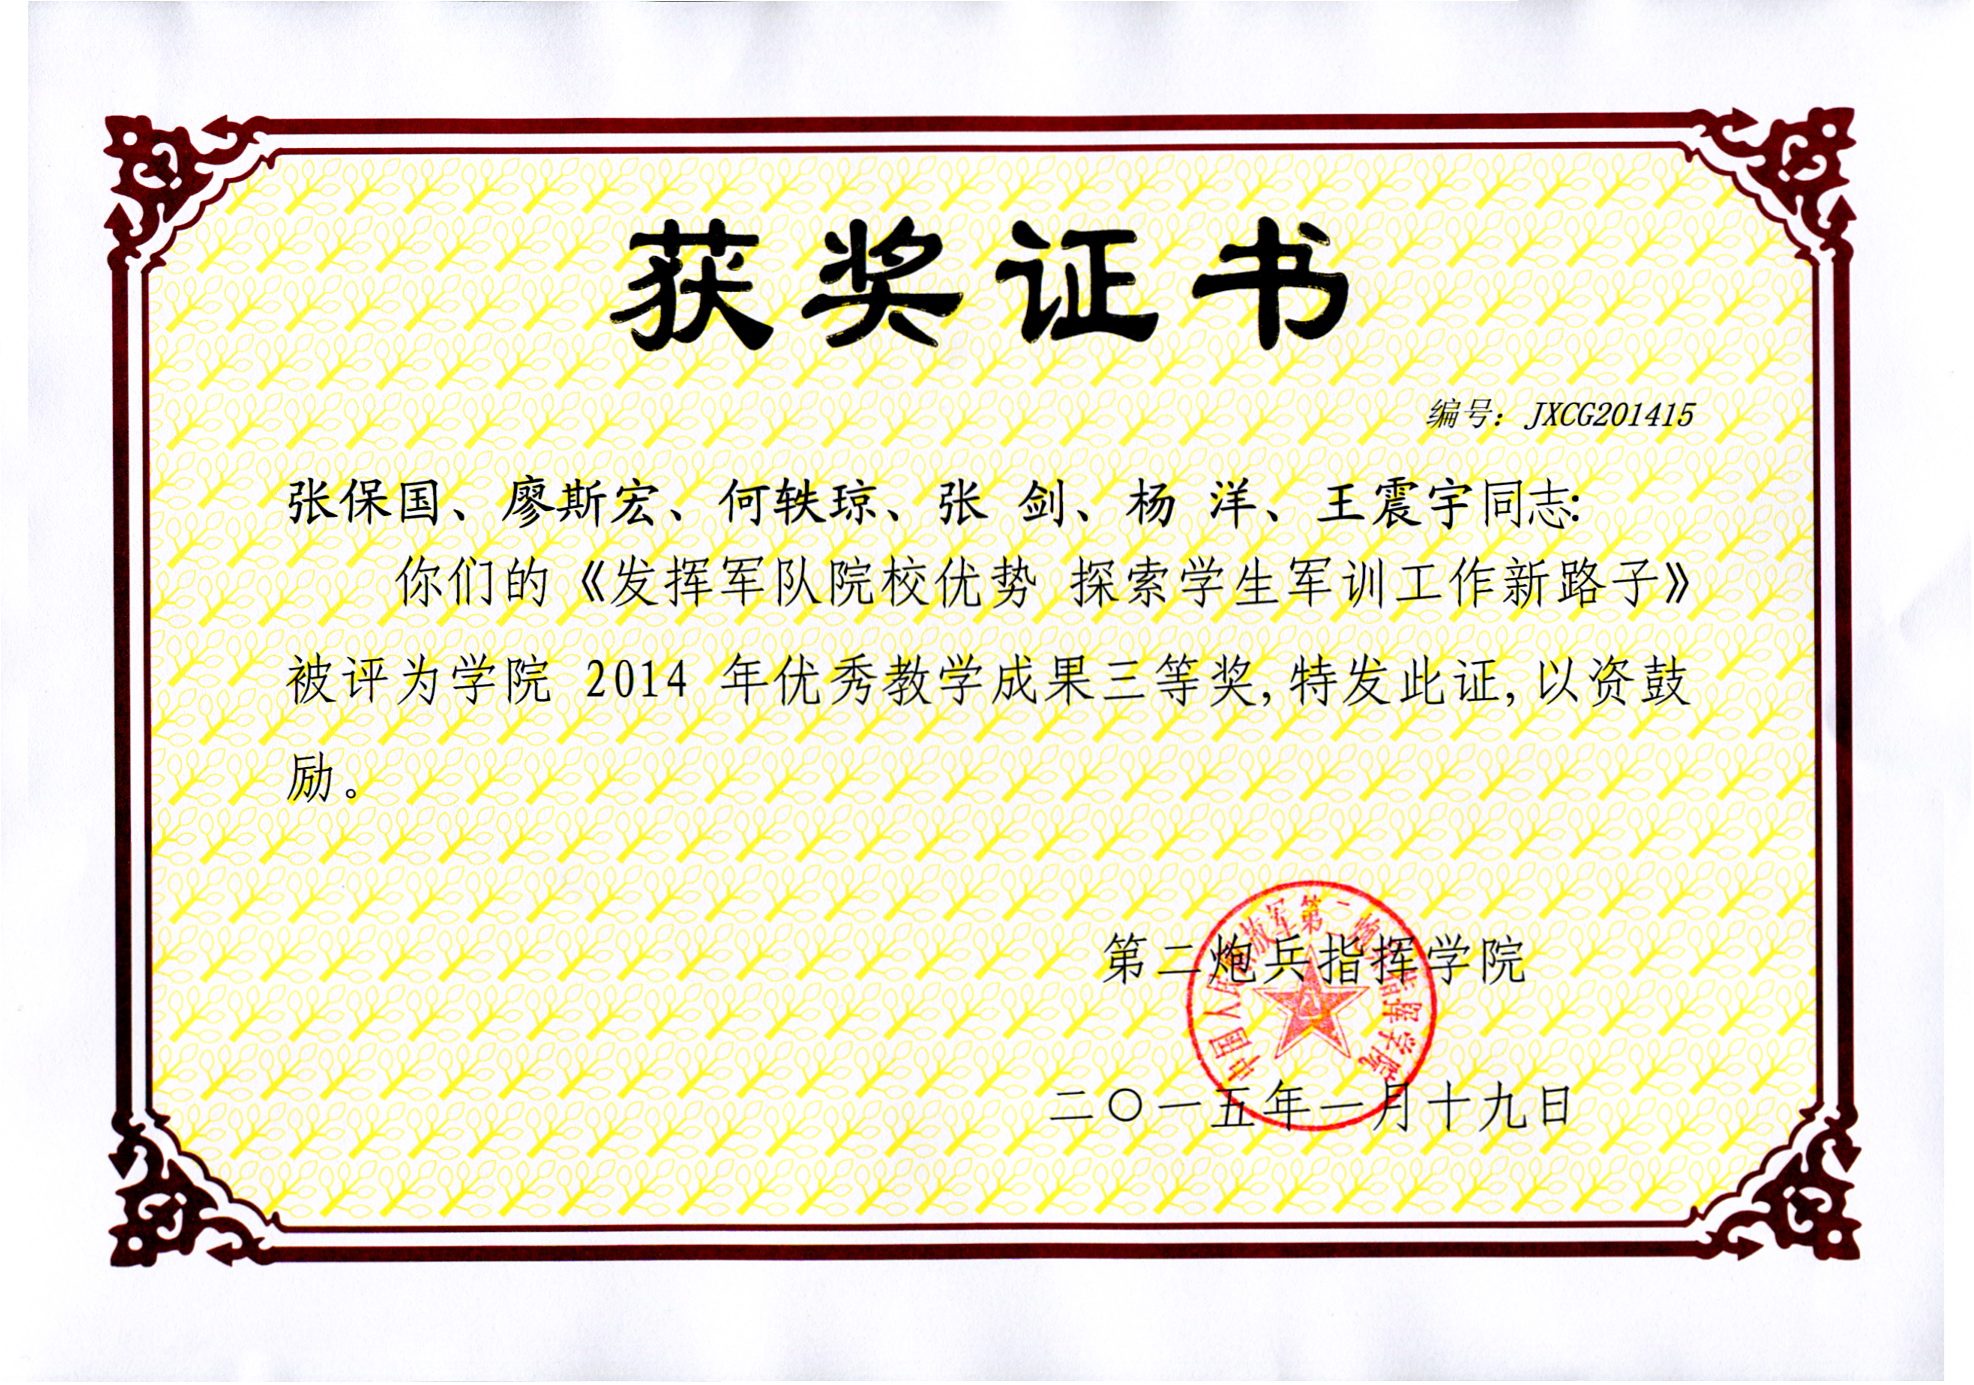 获奖证书
编号：JXCG201415
张保国、廖斯宏、何轶琼、张 剑、杨 洋、王震宇同志:
你们的《发挥军队院校优势 探索学生军训工作新路子》
被评为学院 2014 年优秀教学成果三等奖,特发此证,以资鼓
励。
中国人民解放军第二炮兵指挥学院
第二炮兵指挥学院
二〇一五年一月十九日